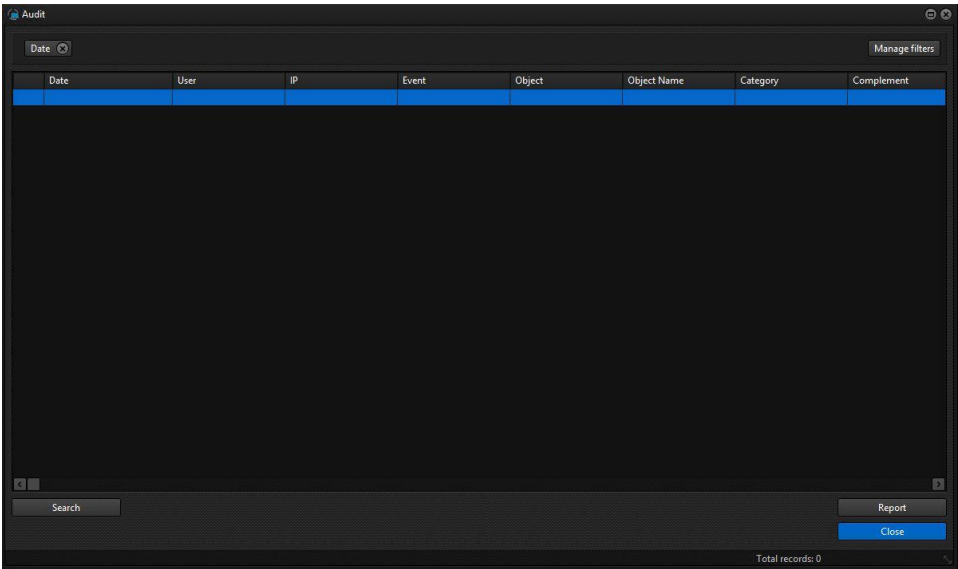 Audit
Date
Manage filters
Date User IP Event Object Object Name Category Complement
Search
Report
Close
Total records: 0